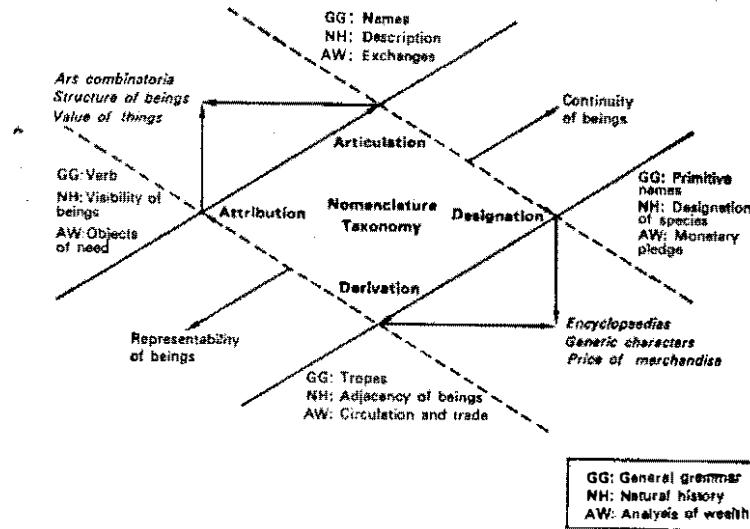 GG: Names
NH: Description
AW: Exchanges
Ars combinatoria
Structure of beings
Value of things
Continuity
of beings
Articulation
GG: Verb
NH: Visibility of
beings
AW: Objects
of need
Attribution
Nomenclature
Taxonomy
Designation
GG: Primitive
names
NH: Designation
of species
AW: Monetary
pledge
Derivation
Representability
of beings
Encyclopaedias
Generic characters
Price of merchandise
GG: Tropes
NH: Adjacency of beings
AW: Circulation and trade
GG: General grammar
NH: Natural history
AW: Analysis of wealth